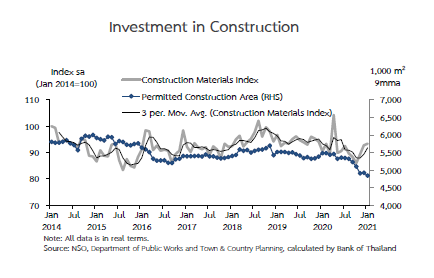 Investment in Construction
Index sa
(Jan 2014=100)
1,000 m²
9mma
Construction Materials Index
Permitted Construction Area (RHS)
3 per. Mov. Avg. (Construction Materials Index)
110
100
90
80
70
7,000
6,500
6,000
5,500
5,000
4,500
4,000
Jan Jul Jan Jul Jan Jul Jan Jul Jan Jul Jan Jul Jan Jul Jan
2014 2015 2016 2017 2018 2019 2020 2021
Note: All data is in real terms.
Source: NSO, Department of Public Works and Town & Country Planning, calculated by Bank of Thailand